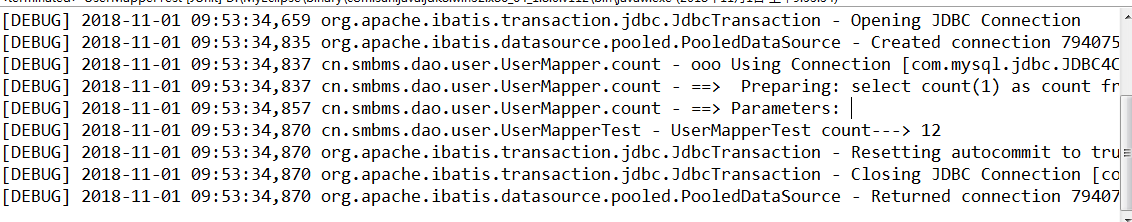 [DEBUG] 2018-11-01 09:53:34,659 org.apache.ibatis.transaction.jdbc.JdbcTransaction - Opening JDBC Connection
[DEBUG] 2018-11-01 09:53:34,835 org.apache.ibatis.datasource.pooled.PooledDataSource - Created connection 794075
[DEBUG] 2018-11-01 09:53:34,837 cn.smbms.dao.user.UserMapper.count - ooo Using Connection [com.mysql.jdbc.JDBC4C
[DEBUG] 2018-11-01 09:53:34,837 cn.smbms.dao.user.UserMapper.count - ==>  Preparing: select count(1) as count fr
[DEBUG] 2018-11-01 09:53:34,857 cn.smbms.dao.user.UserMapper.count - ==> Parameters:
[DEBUG] 2018-11-01 09:53:34,870 cn.smbms.dao.user.UserMapperTest - UserMapperTest count---> 12
[DEBUG] 2018-11-01 09:53:34,870 org.apache.ibatis.transaction.jdbc.JdbcTransaction - Resetting autocommit to tru
[DEBUG] 2018-11-01 09:53:34,870 org.apache.ibatis.transaction.jdbc.JdbcTransaction - Closing JDBC Connection [co
[DEBUG] 2018-11-01 09:53:34,870 org.apache.ibatis.datasource.pooled.PooledDataSource - Returned connection 79407